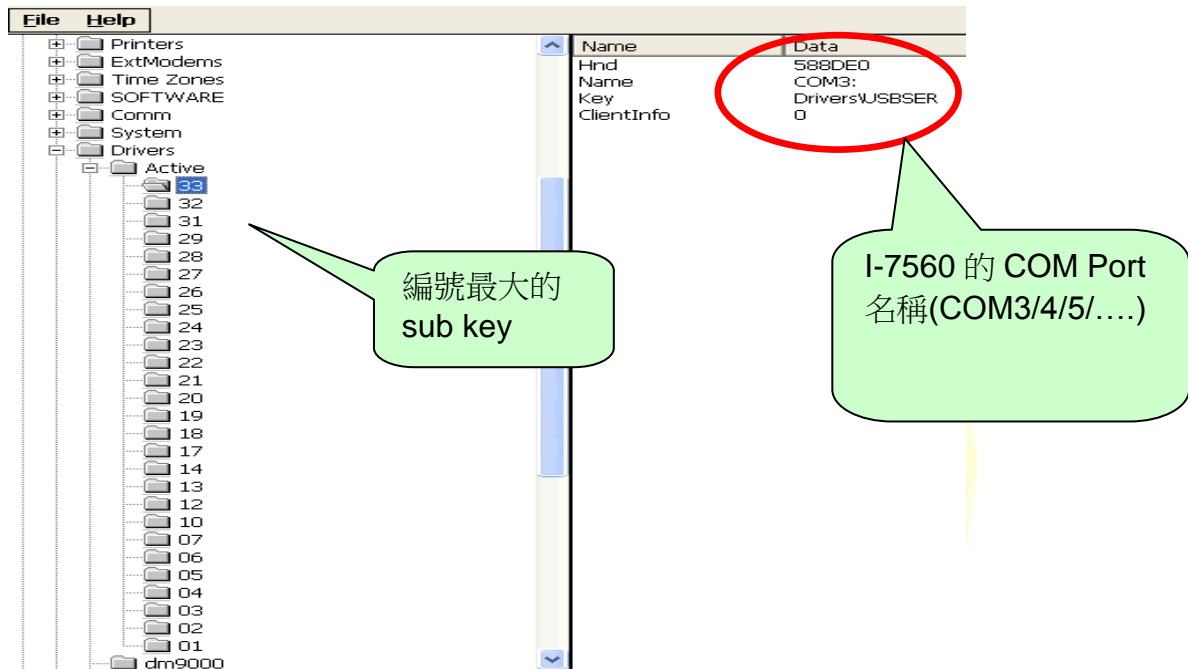 File Help
Printers
ExtModems
Time Zones
SOFTWARE
Comm
System
Drivers
Active
33
32
31
29
28
27
26
25
24
23
22
21
20
19
18
17
14
13
12
10
07
06
05
04
03
02
01
dm9000
Name Data
Hnd 588DE0
Name COM3:
Key Drivers\USBSER
ClientInfo 0
編號最大的
sub key
I-7560 的 COM Port
名稱(COM3/4/5/….)